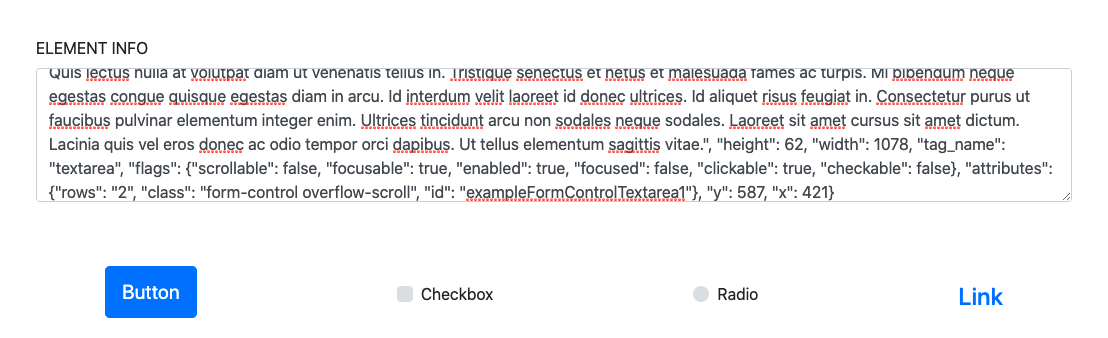 ELEMENT INFO
Quis lectus nulla at volutpat diam ut venenatis tellus in. Tristique senectus et netus et malesuada fames ac turpis. Mi bibendum neque
egestas congue quisque egestas diam in arcu. Id interdum velit laoreet id donec ultrices. Id aliquet risus feugiat in. Consectetur purus ut
faucibus pulvinar elementum integer enim. Ultrices tincidunt arcu non sodales neque sodales. Laoreet sit amet cursus sit amet dictum.
Lacinia quis vel eros donec ac odio tempor orci dapibus. Ut tellus elementum sagittis vitae.", "height": 62, "width": 1078, "tag_name":
"textarea", "flags": {"scrollable": false, "focusable": true, "enabled": true, "focused": false, "clickable": true, "checkable": false}, "attributes":
{"rows": "2", "class": "form-control overflow-scroll", "id": "exampleFormControlTextarea1"}, "y": 587, "x": 421}
Button Checkbox Radio Link